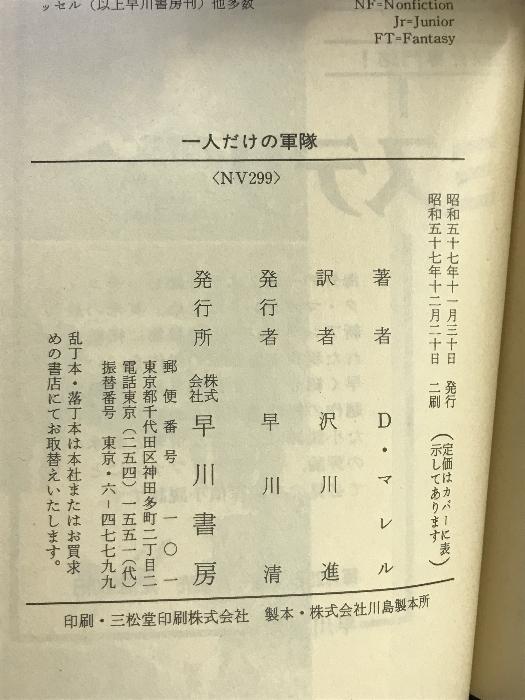 ッセル（以上早川書房刊）他多数
NF=Nonfiction
Jr=Junior
FT=Fantasy
一人だけの軍隊
〈NV299〉
昭和五十七年十一月三十日　発行
昭和五十七年十二月二十日　二刷
（定価はカバーに表示してあります）
著者　D・マレル
訳者　沢川進
発行者　早川清
発行所　株式会社　早川書房
郵便番号　一〇一
東京都千代田区神田多町二丁目二
電話東京（二五四）一五五一（代）
振替番号　東京・六－四七七九九
乱丁本・落丁本は本社またはお買求
めの書店にてお取替えいたします。
印刷・三松堂印刷株式会社　製本・株式会社川島製本所